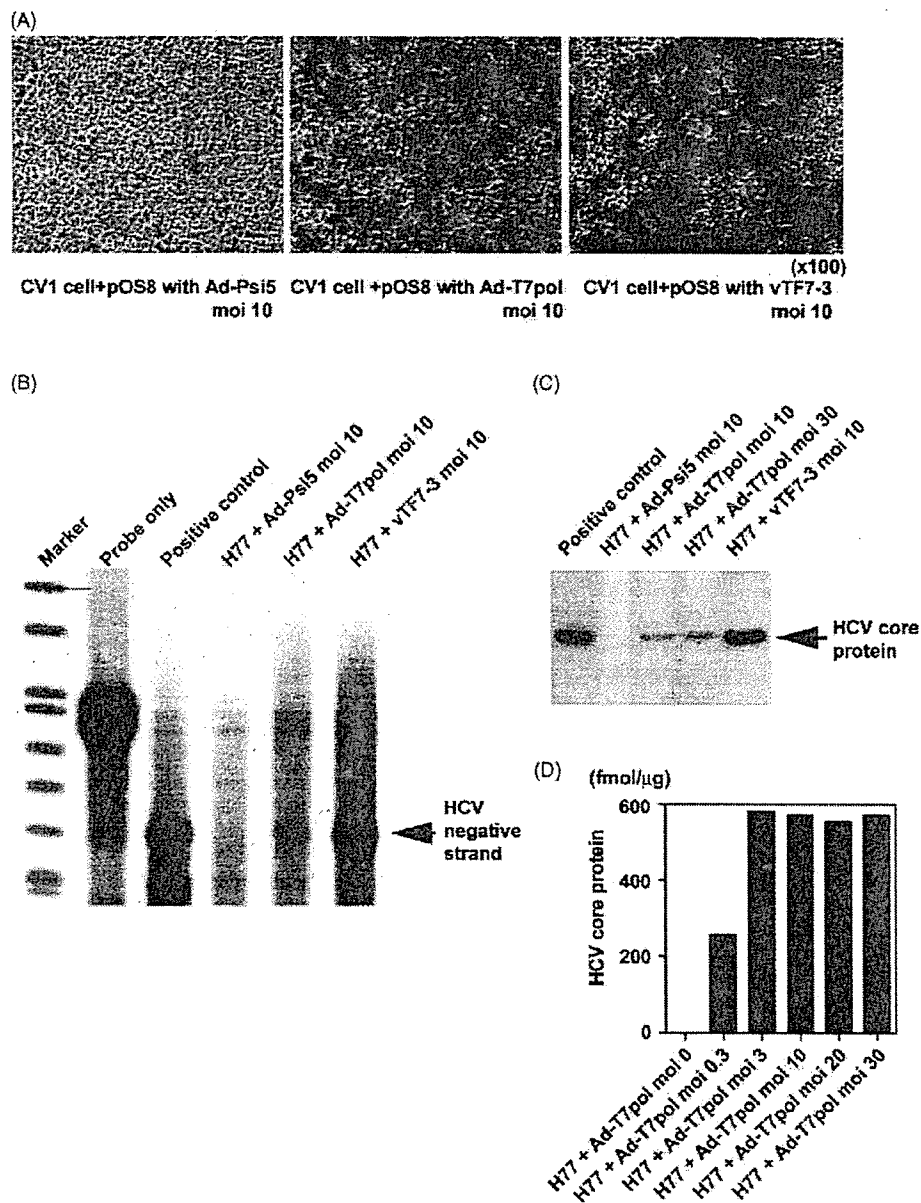 (A)
(x100)
CV1 cell+pOS8 with Ad-Psi5
moi 10
CV1 cell +pOS8 with Ad-T7pol
moi 10
CV1 cell+pOS8 with vTF7-3
moi 10
(B)
Marker
Probe only
Positive control
H77 + Ad-Psi5 moi 10
H77 + Ad-T7pol moi 10
H77 + vTF7-3 moi 10
HCV
negative
strand
(C)
Positive control
H77 + Ad-Psi5 moi 10
H77 + Ad-T7pol moi 10
H77 + Ad-T7pol moi 30
H77 + vTF7-3 moi 10
HCV core
protein
(D)
(fmol/µg)
HCV core protein
600
400
200
0
H77 + Ad-T7pol moi 0
H77 + Ad-T7pol moi 0.3
H77 + Ad-T7pol moi 3
H77 + Ad-T7pol moi 10
H77 + Ad-T7pol moi 20
H77 + Ad-T7pol moi 30